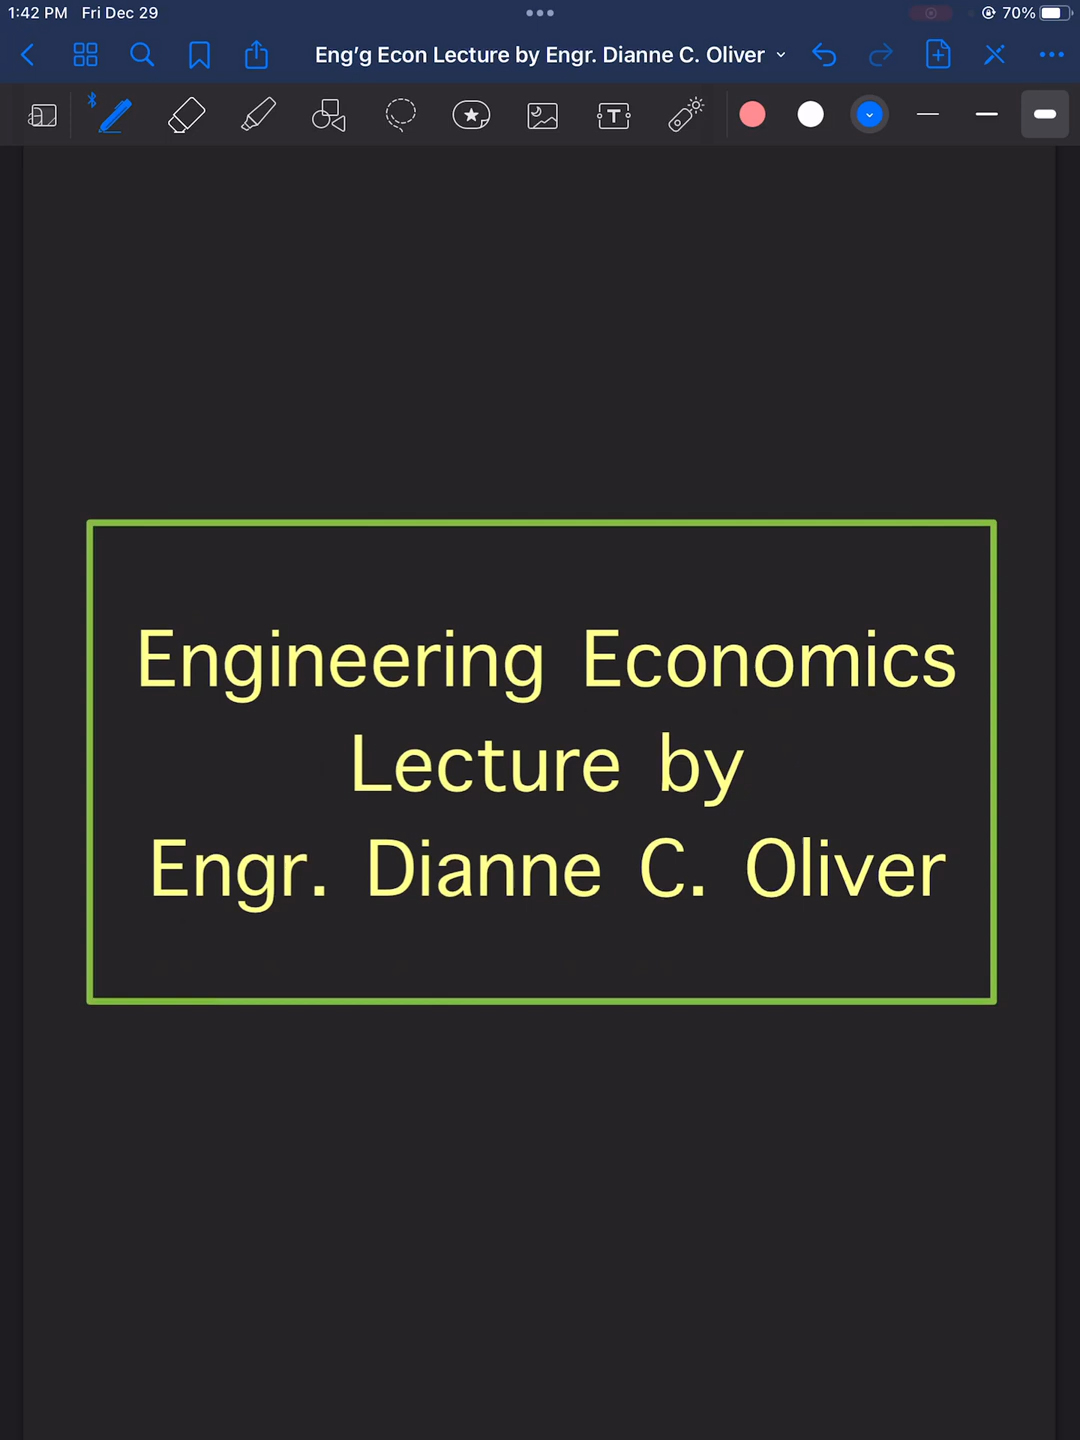 1:42 PM Fri Dec 29
70%
Eng’g Econ Lecture by Engr. Dianne C. Oliver
T
Engineering Economics
Lecture by
Engr. Dianne C. Oliver